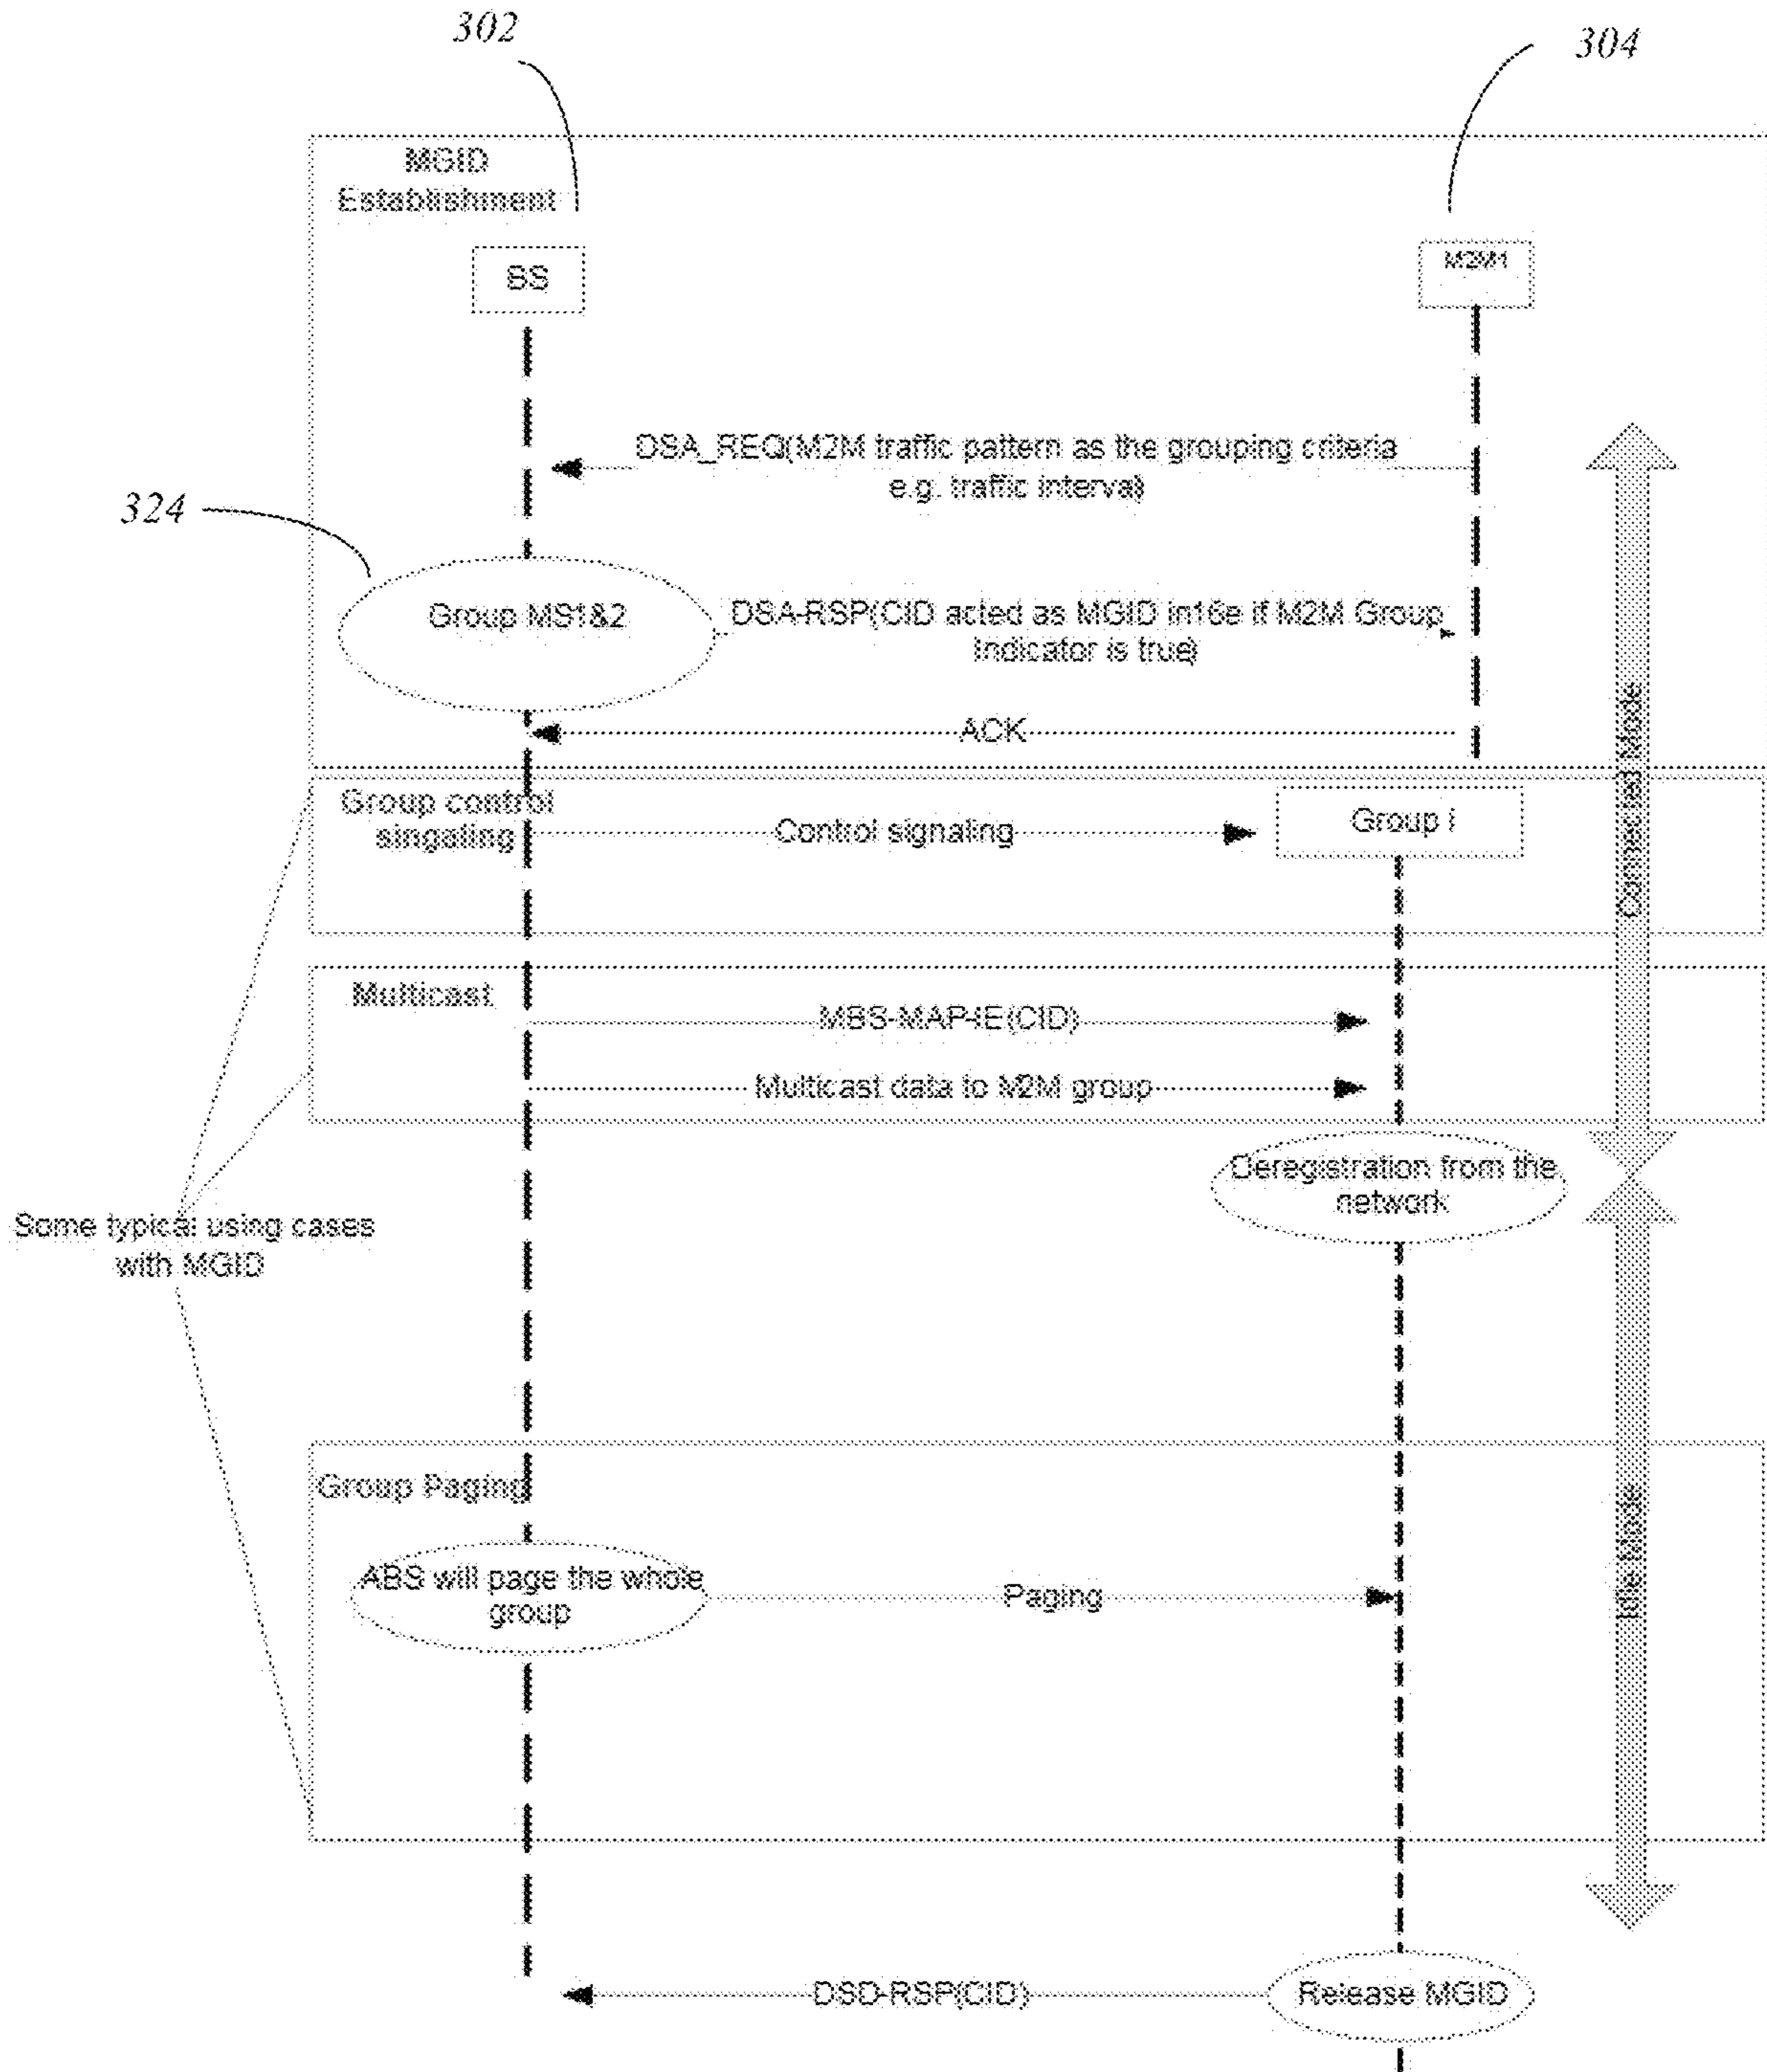 302
304
MGID
Establishment
BS
M2M1
DSA_REQ(M2M traffic pattern as the grouping criteria
e.g. traffic interval)
324
Group MS1&2
DSA-RSP(CID acted as MGID in16e if M2M Group
Indicator is true)
ACK
Connected Mode
Group control
singaling
Control signaling
Group i
Multicast
MBS-MAP-IE(CID)
Multicast data to M2M group
Deregistration from the
network
Some typical using cases
with MGID
Idle Mode
Group Paging
ABS will page the whole
group
Paging
DSD-RSP(CID)
Release MGID